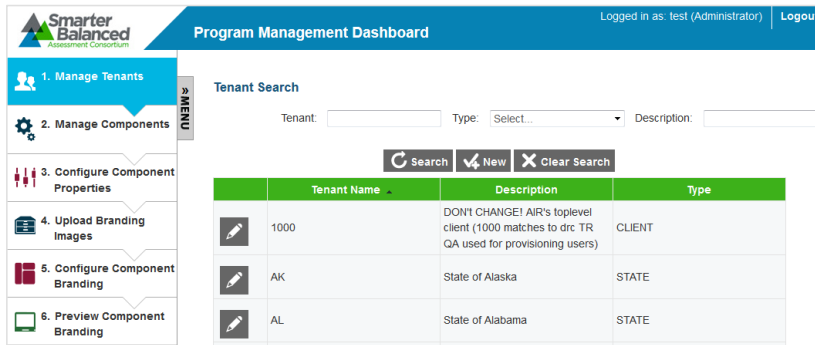 Smarter
Balanced
Assessment Consortium
Program Management Dashboard
Logged in as: test (Administrator)
Logou
1. Manage Tenants
2. Manage Components
3. Configure Component
Properties
4. Upload Branding
Images
5. Configure Component
Branding
6. Preview Component
Branding
» MENU
Tenant Search
Tenant:
Type: Select...
Description:
Search New Clear Search
Tenant Name Description Type
1000
DON't CHANGE! AIR's toplevel
client (1000 matches to drc TR
QA used for provisioning users)
CLIENT
AK State of Alaska STATE
AL State of Alabama STATE